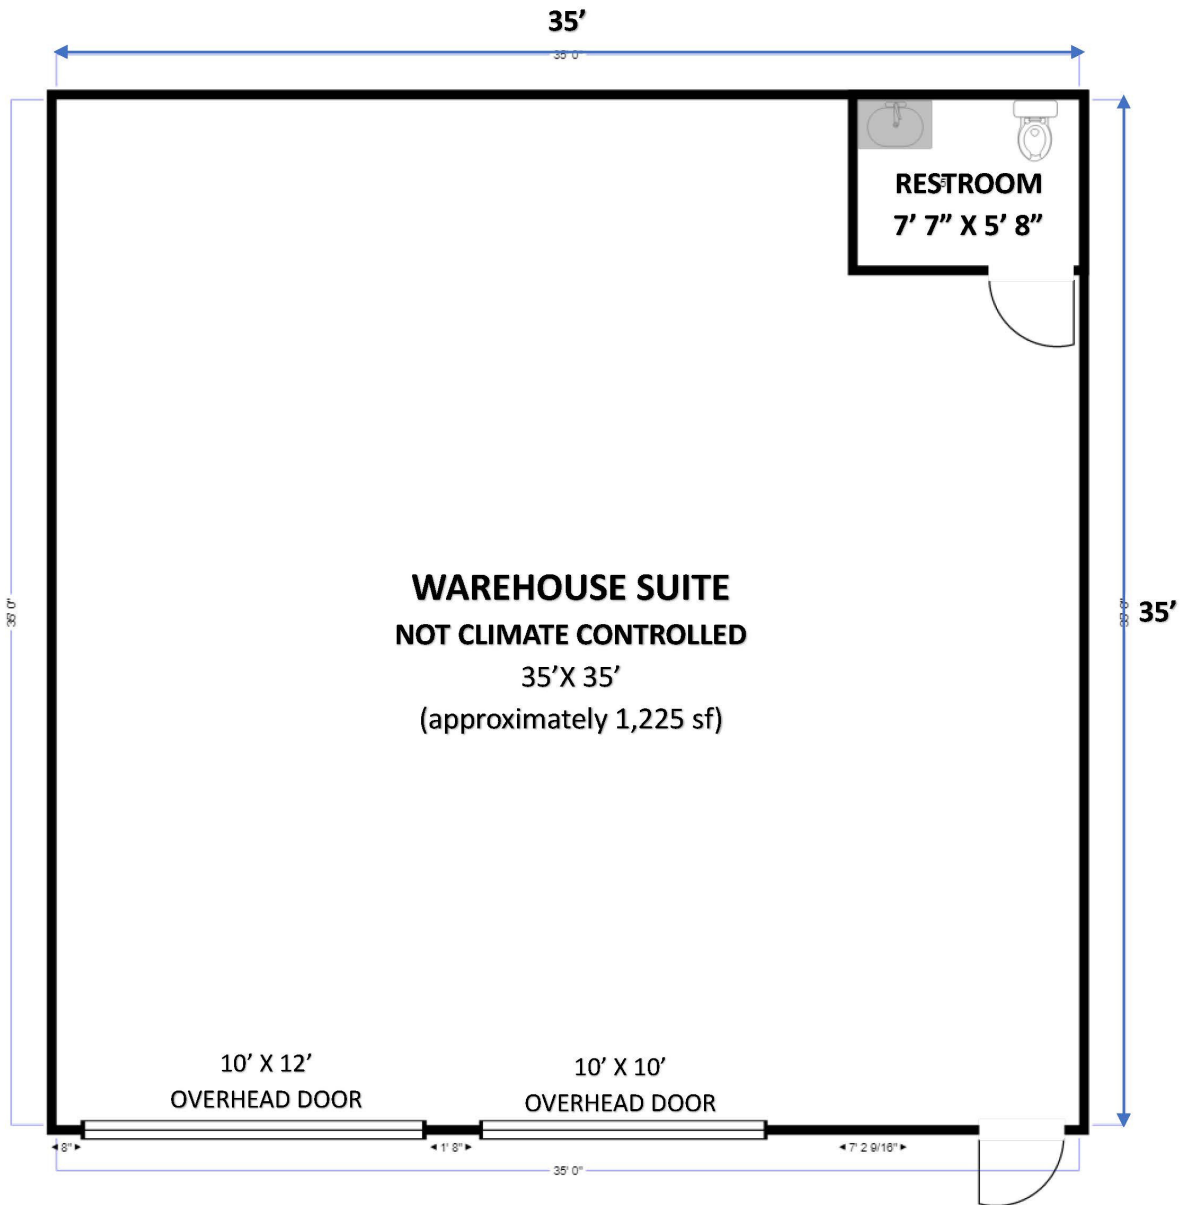 35’
35' 0"
RESTROOM
7’ 7” X 5’ 8”
WAREHOUSE SUITE
NOT CLIMATE CONTROLLED
35’X 35’
(approximately 1,225 sf)
35’
10’ X 12’
OVERHEAD DOOR
10’ X 10’
OVERHEAD DOOR
8"
1' 8"
7' 2 9/16"
35' 0"